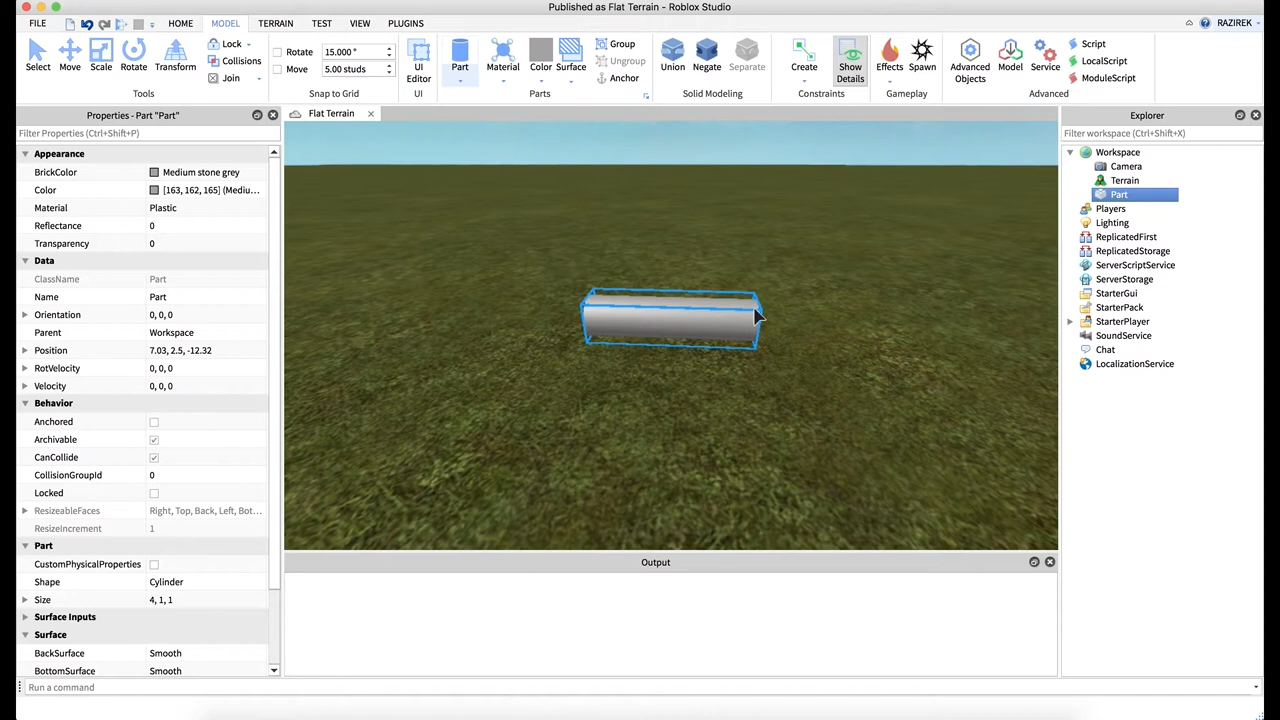 Published as Flat Terrain - Roblox Studio
FILE HOME MODEL TERRAIN TEST VIEW PLUGINS RAZIREK
Select Move Scale Rotate Transform
Lock
Collisions
Join
Tools
Rotate 15.000 °
Move 5.00 studs
Snap to Grid
UI
Editor
UI
Part Material Color Surface
Group
Ungroup
Anchor
Parts
Union Negate Separate
Solid Modeling
Create Show
Details
Constraints
Effects Spawn
Gameplay
Advanced
Objects Model Service
Script
LocalScript
ModuleScript
Advanced
Properties - Part "Part"
Filter Properties (Ctrl+Shift+P)
Appearance
BrickColor Medium stone grey
Color [163, 162, 165] (Mediu...
Material Plastic
Reflectance 0
Transparency 0
Data
ClassName Part
Name Part
Orientation 0, 0, 0
Parent Workspace
Position 7.03, 2.5, -12.32
RotVelocity 0, 0, 0
Velocity 0, 0, 0
Behavior
Anchored
Archivable
CanCollide
CollisionGroupId 0
Locked
ResizeableFaces Right, Top, Back, Left, Bot...
ResizeIncrement 1
Part
CustomPhysicalProperties
Shape Cylinder
Size 4, 1, 1
Surface Inputs
Surface
BackSurface Smooth
BottomSurface Smooth
Flat Terrain
Output
Explorer
Filter workspace (Ctrl+Shift+X)
Workspace
Camera
Terrain
Part
Players
Lighting
ReplicatedFirst
ReplicatedStorage
ServerScriptService
ServerStorage
StarterGui
StarterPack
StarterPlayer
SoundService
Chat
LocalizationService
Run a command